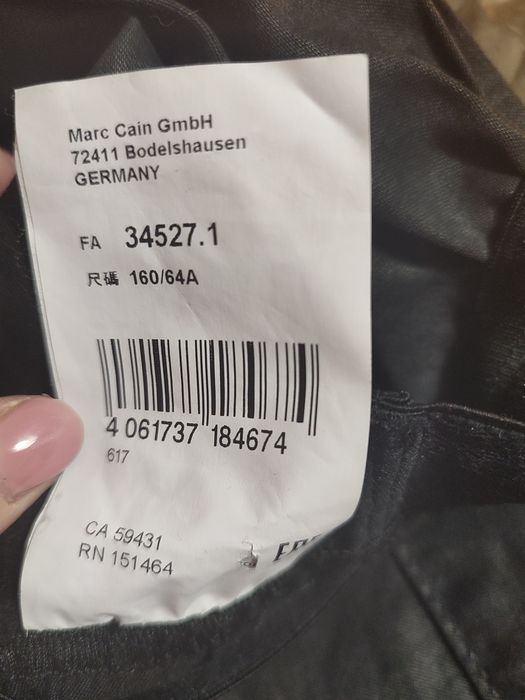 Marc Cain GmbH
72411 Bodelshausen
GERMANY
FA 34527.1
尺碼 160/64A
4 061737 184674
617
CA 59431
RN 151464